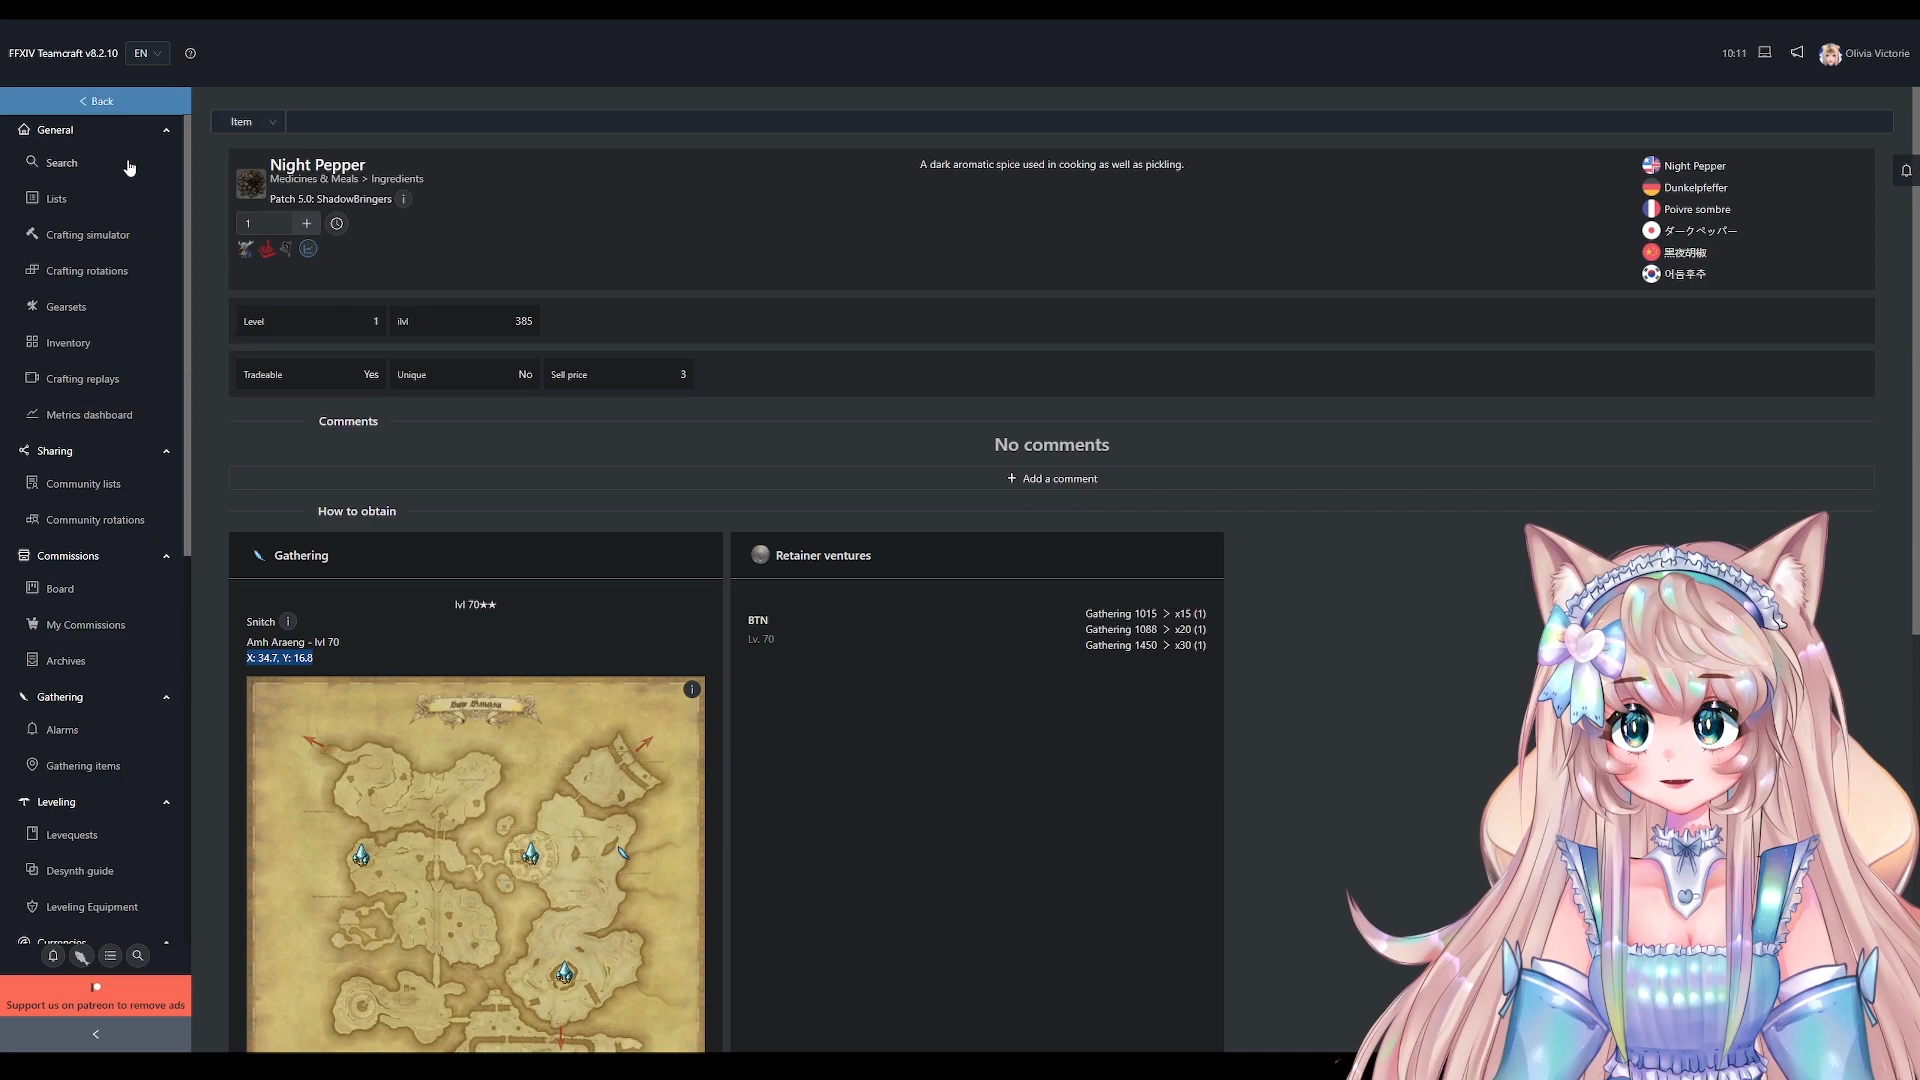 FFXIV Teamcraft v8.2.10
EN
10:11
Olivia Victorie
Back
General
Search
Lists
Crafting simulator
Crafting rotations
Gearsets
Inventory
Crafting replays
Metrics dashboard
Sharing
Community lists
Community rotations
Commissions
Board
My Commissions
Archives
Gathering
Alarms
Gathering items
Leveling
Levequests
Desynth guide
Leveling Equipment
Currencies
Support us on patreon to remove ads
Item
Night Pepper
Medicines & Meals > Ingredients
Patch 5.0: ShadowBringers
1
A dark aromatic spice used in cooking as well as pickling.
Night Pepper
Dunkelpfeffer
Poivre sombre
ダークペッパー
黑夜胡椒
어둠후추
Level 1
ilvl 385
Tradeable Yes
Unique No
Sell price 3
Comments
No comments
+ Add a comment
How to obtain
Gathering
lvl 70★★
Snitch
Amh Araeng - lvl 70
X: 34.7, Y: 16.8
Retainer ventures
BTN
Lv. 70
Gathering 1015 > x15 (1)
Gathering 1088 > x20 (1)
Gathering 1450 > x30 (1)